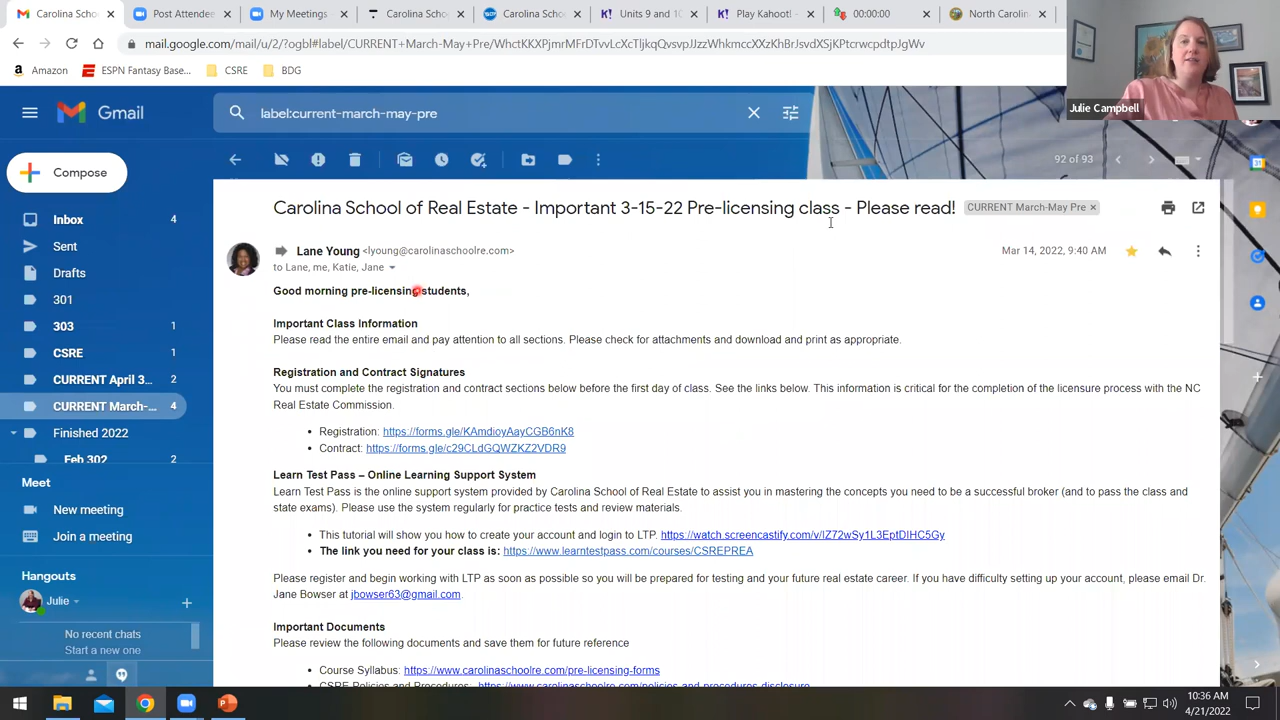 Carolina Scho
Post Attende
My Meetings
Carolina Scho
Carolina Scho
Units 9 and 10
Play Kahoot!
00:00:00
North Carolin
mail.google.com/mail/u/2/?ogbl#label/CURRENT+March-May+Pre/
Amazon
ESPN Fantasy Base...
CSRE
BDG
Julie Campbell
Gmail
label:current-march-may-pre
Compose
92 of 93
Inbox 4
Sent
Drafts
301
303 1
CSRE 1
CURRENT April 3... 2
CURRENT March-... 4
Finished 2022
Feb 302
Meet
New meeting
Join a meeting
Hangouts
Julie
No recent chats
Start a new one
Carolina School of Real Estate - Important 3-15-22 Pre-licensing class - Please read! CURRENT March-May Pre ×
Lane Young <lyoung@carolinaschoolre.com> Mar 14, 2022, 9:40 AM
to Lane, me, Katie, Jane
Good morning pre-licensing students,
Important Class Information
Please read the entire email and pay attention to all sections. Please check for attachments and download and print as appropriate.
Registration and Contract Signatures
You must complete the registration and contract sections below before the first day of class. See the links below. This information is critical for the completion of the licensure process with the NC
Real Estate Commission.
• Registration: https://forms.gle/KAmdioyAayCGB6nK8
• Contract: https://forms.gle/c29CLdGQWZKZ2VDR9
Learn Test Pass – Online Learning Support System
Learn Test Pass is the online support system provided by Carolina School of Real Estate to assist you in mastering the concepts you need to be a successful broker (and to pass the class and
state exams). Please use the system regularly for practice tests and review materials.
• This tutorial will show you how to create your account and login to LTP. https://watch.screencastify.com/v/IZ72wSy1L3EptDIHC5Gy
• The link you need for your class is: https://www.learntestpass.com/courses/CSREPREA
Please register and begin working with LTP as soon as possible so you will be prepared for testing and your future real estate career. If you have difficulty setting up your account, please email Dr.
Jane Bowser at jbowser63@gmail.com.
Important Documents
Please review the following documents and save them for future reference
• Course Syllabus: https://www.carolinaschoolre.com/pre-licensing-forms
• CSRE Policies and Procedures: https://www.carolinaschoolre.com/policies-and-procedures-disclosure
10:36 AM
4/21/2022